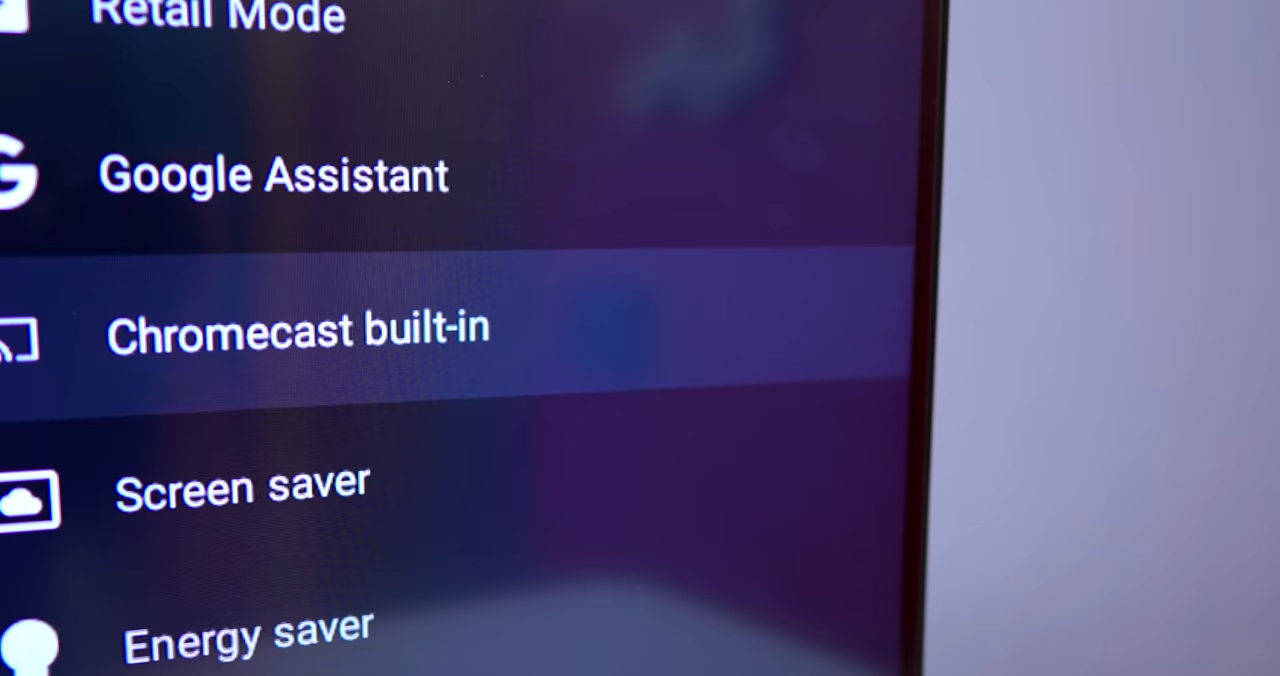 Retail Mode
Google Assistant
Chromecast built-in
Screen saver
Energy saver